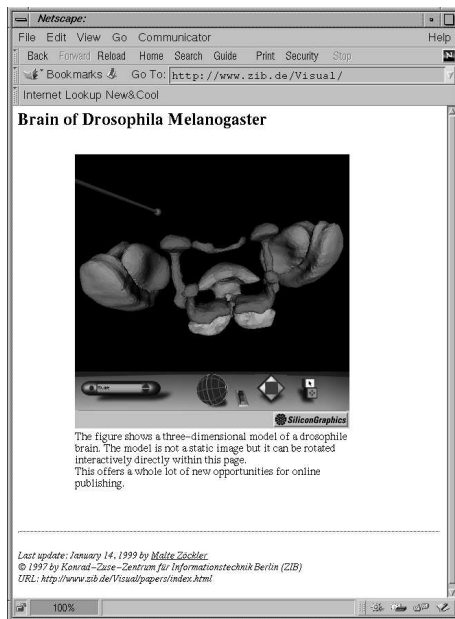 Netscape:
File Edit View Go Communicator Help
Back Forward Reload Home Search Guide Print Security Stop
N
Bookmarks Go To: http://www.zib.de/Visual/
Internet Lookup New&Cool
Brain of Drosophila Melanogaster
SiliconGraphics
The figure shows a three-dimensional model of a drosophile
brain. The model is not a static image but it can be rotated
interactively directly within this page.
This offers a whole lot of new opportunities for online
publishing.
Last update: January 14, 1999 by Malte Zöckler
© 1997 by Konrad-Zuse-Zentrum für Informationstechnik Berlin (ZIB)
URL: http://www.zib.de/Visual/papers/index.html
100%